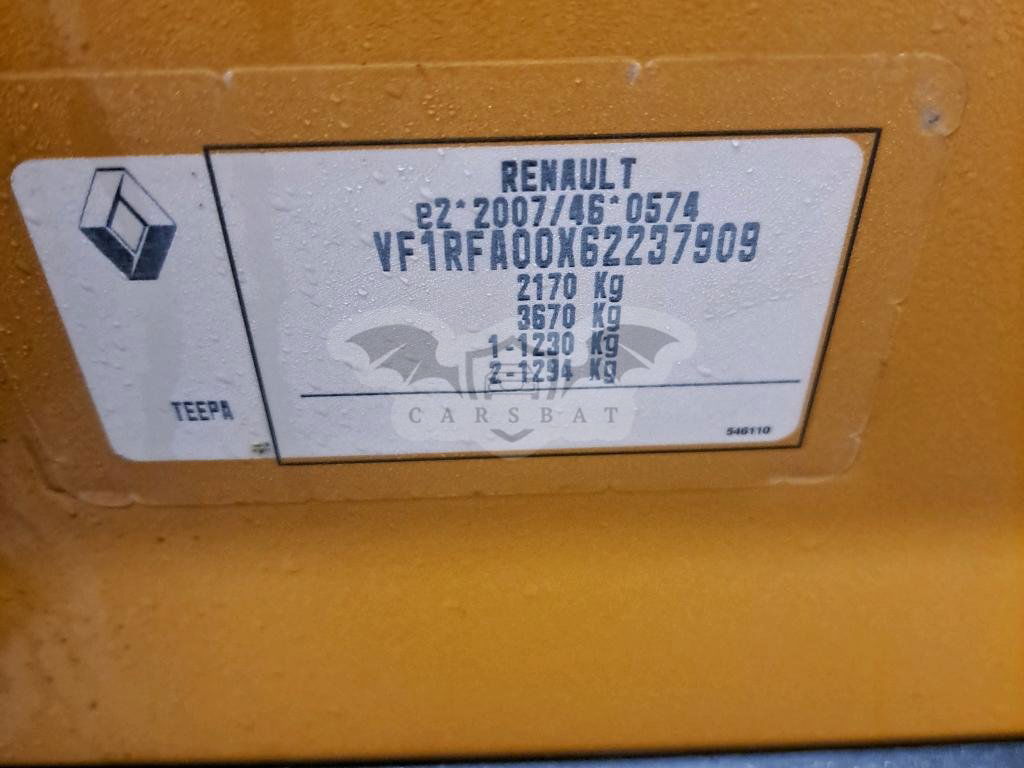 RENAULT
e2*2007/46*0574
VF1RFA00X62237909
2170 Kg
3670 Kg
1-1230 Kg
2-1294 Kg
CARSBAT
TEEPA
546110